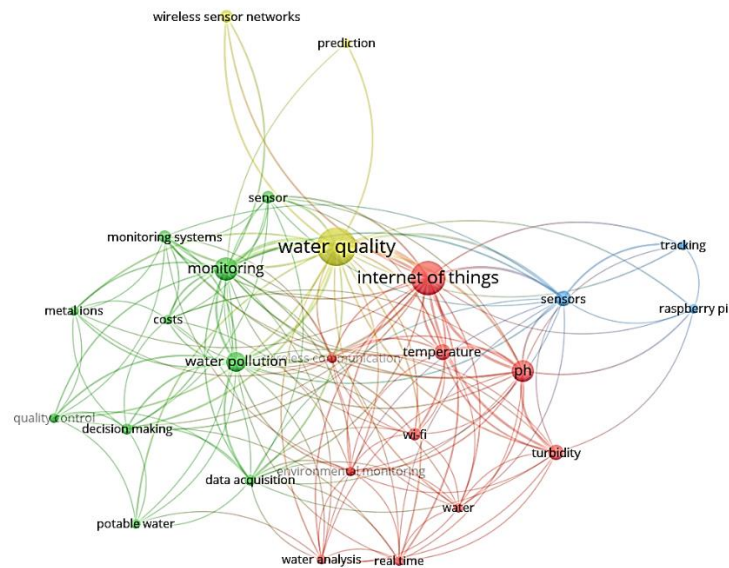 wireless sensor networks
prediction
sensor
monitoring systems
water quality
tracking
monitoring
internet of things
sensors
metal ions
raspberry pi
costs
temperature
water pollution
ph
quality control
decision making
wi-fi
turbidity
environmental monitoring
data acquisition
water
potable water
water analysis
real time